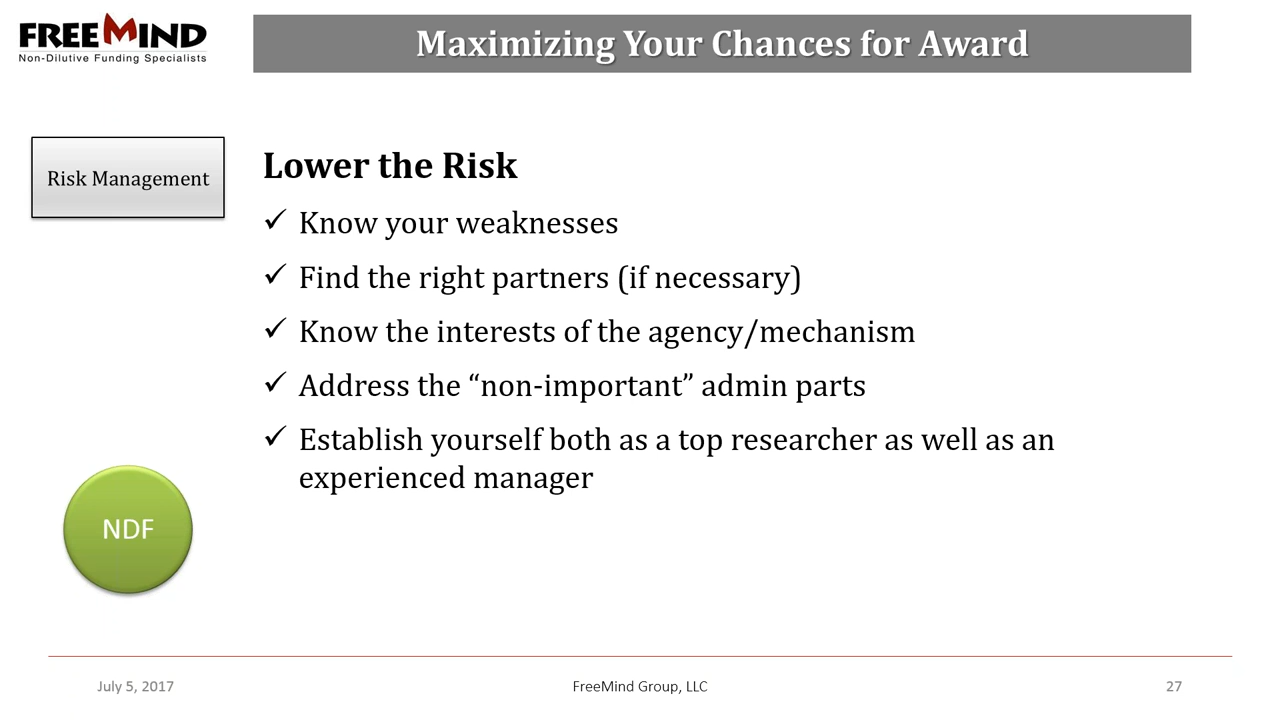 FREEMIND
Non-Dilutive Funding Specialists
Maximizing Your Chances for Award
Risk Management
Lower the Risk
✓ Know your weaknesses
✓ Find the right partners (if necessary)
✓ Know the interests of the agency/mechanism
✓ Address the “non-important” admin parts
✓ Establish yourself both as a top researcher as well as an
experienced manager
NDF
July 5, 2017
FreeMind Group, LLC
27